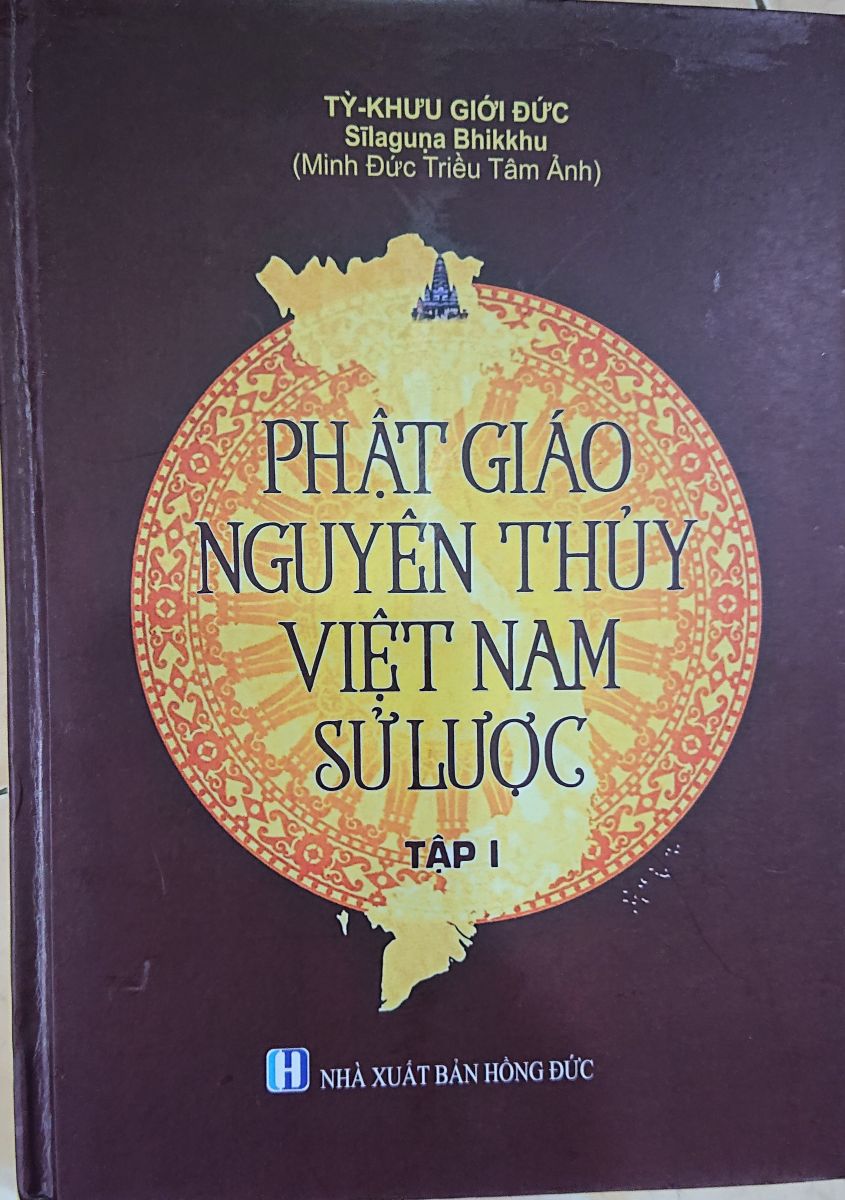 TỲ-KHƯU GIỚI ĐỨC
Sīlaguṇa Bhikkhu
(Minh Đức Triều Tâm Ảnh)
PHẬT GIÁO
NGUYÊN THỦY
VIỆT NAM
SỬ LƯỢC
TẬP I
H NHÀ XUẤT BẢN HỒNG ĐỨC